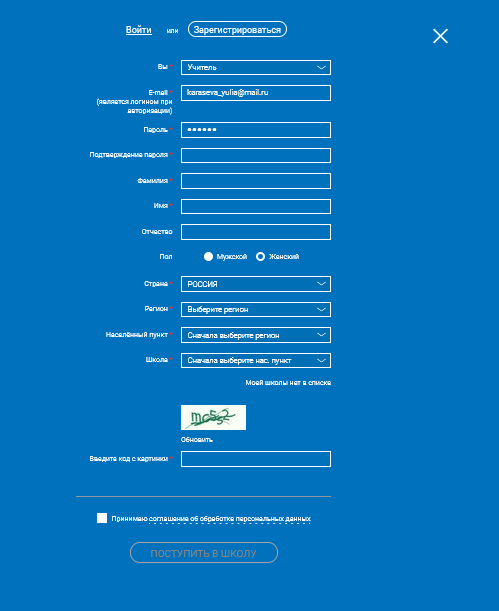 Войти или Зарегистрироваться
Вы * Учитель
E-mail * karaseva_yulia@mail.ru
(является логином при
авторизации)
Пароль * ••••••
Подтверждение пароля *
Фамилия *
Имя *
Отчество
Пол Мужской Женский
Страна * РОССИЯ
Регион * Выберите регион
Населённый пункт * Сначала выберите регион
Школа * Сначала выберите нас. пункт
Моей школы нет в списке
Обновить
Введите код с картинки *
Принимаю соглашение об обработке персональных данных
ПОСТУПИТЬ В ШКОЛУ